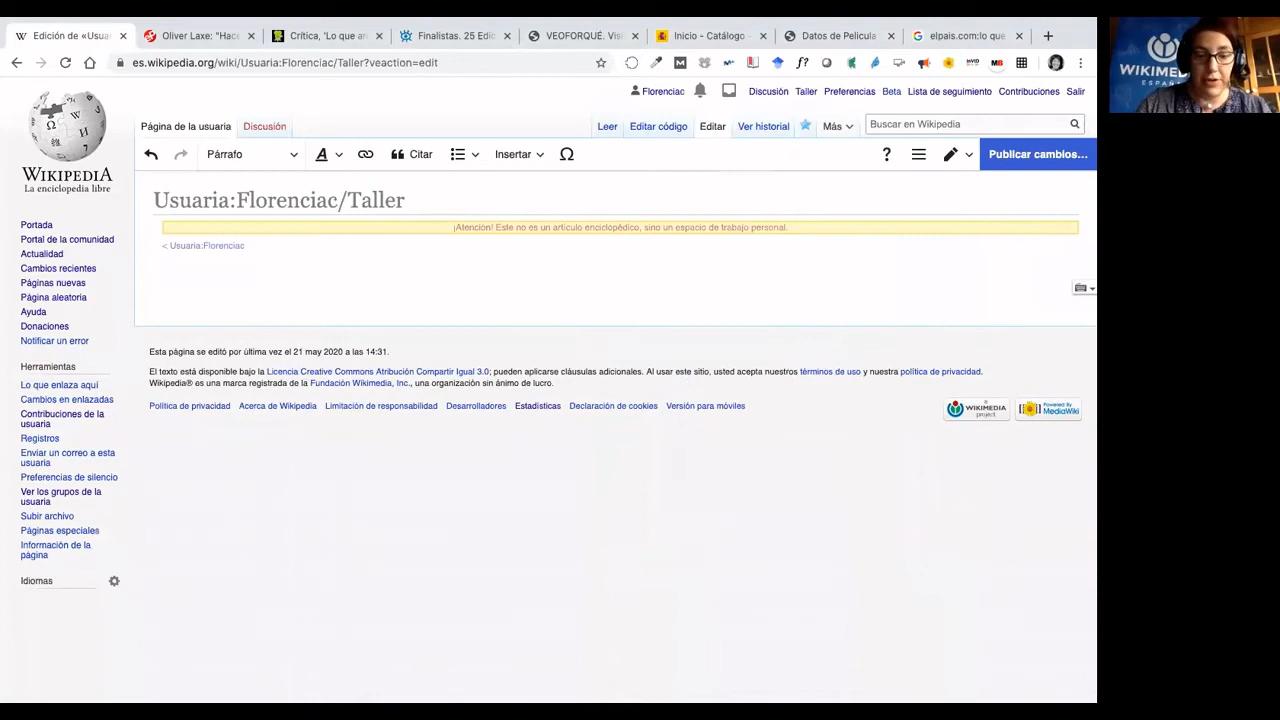 Edición de «Usua
Oliver Laxe: "Hace
Crítica, 'Lo que ar
Finalistas. 25 Edic
VEOFORQUÉ. Vis
Inicio - Catálogo
Datos de Pelicula
elpais.com:lo que
es.wikipedia.org/wiki/Usuaria:Florenciac/Taller?veaction=edit
Florenciac Discusión Taller Preferencias Beta Lista de seguimiento Contribuciones Salir
Página de la usuaria Discusión Leer Editar código Editar Ver historial Más Buscar en Wikipedia
Párrafo A Citar Insertar Ω ? Publicar cambios...
WIKIPEDIA
La enciclopedia libre
Usuaria:Florenciac/Taller
¡Atención! Este no es un artículo enciclopédico, sino un espacio de trabajo personal.
< Usuaria:Florenciac
Portada
Portal de la comunidad
Actualidad
Cambios recientes
Páginas nuevas
Página aleatoria
Ayuda
Donaciones
Notificar un error
Herramientas
Lo que enlaza aquí
Cambios en enlazadas
Contribuciones de la
usuaria
Registros
Enviar un correo a esta
usuaria
Preferencias de silencio
Ver los grupos de la
usuaria
Subir archivo
Páginas especiales
Información de la
página
Idiomas
Esta página se editó por última vez el 21 may 2020 a las 14:31.
El texto está disponible bajo la Licencia Creative Commons Atribución Compartir Igual 3.0; pueden aplicarse cláusulas adicionales. Al usar este sitio, usted acepta nuestros términos de uso y nuestra política de privacidad.
Wikipedia® es una marca registrada de la Fundación Wikimedia, Inc., una organización sin ánimo de lucro.
Política de privacidad Acerca de Wikipedia Limitación de responsabilidad Desarrolladores Estadísticas Declaración de cookies Versión para móviles
A
WIKIMEDIA
project
Powered By
MediaWiki
WIKIMEDI
ESPAÑ